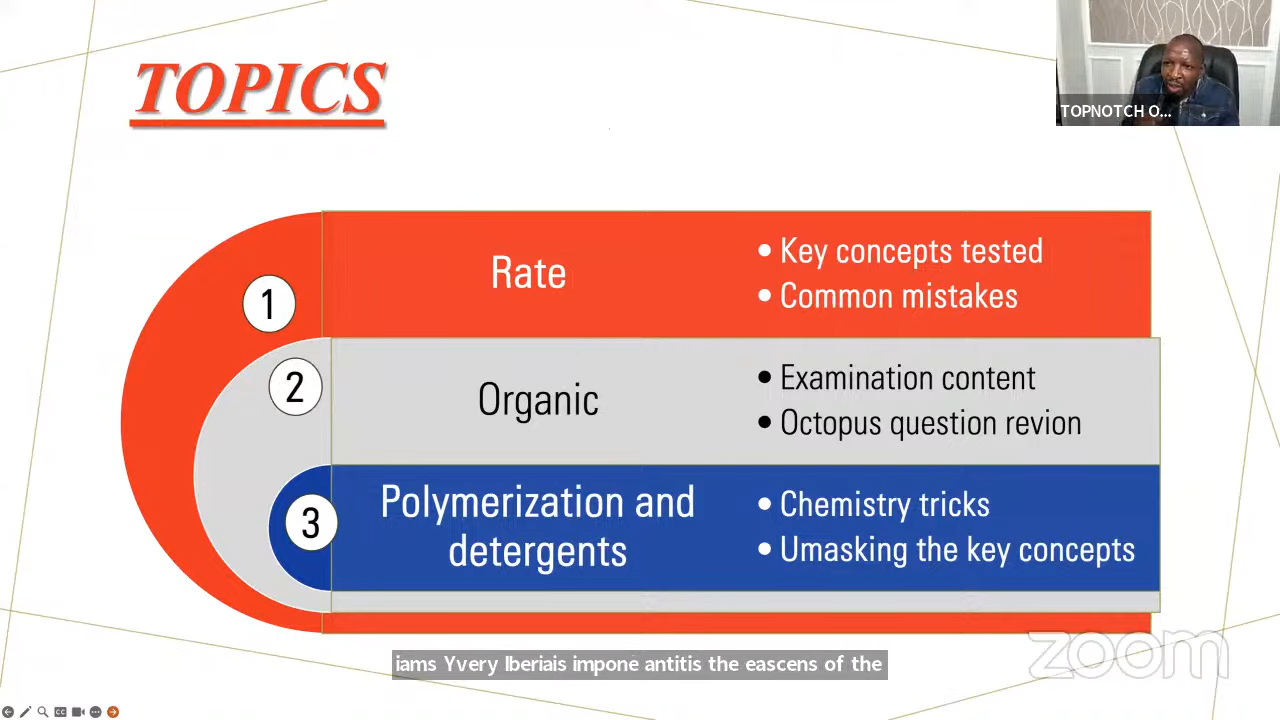 TOPICS
TOPNOTCH O...
1
Rate
• Key concepts tested
• Common mistakes
2
Organic
• Examination content
• Octopus question revion
3
Polymerization and
detergents
• Chemistry tricks
• Umasking the key concepts
iams Yvery Iberiais impone antitis the eascens of the
zoom